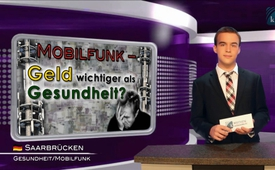 MOBILFUNK –
Geld
wichtiger als
Gesundheit?
SAARBRÜCKEN
GESUNDHEIT/MOBILFUNK